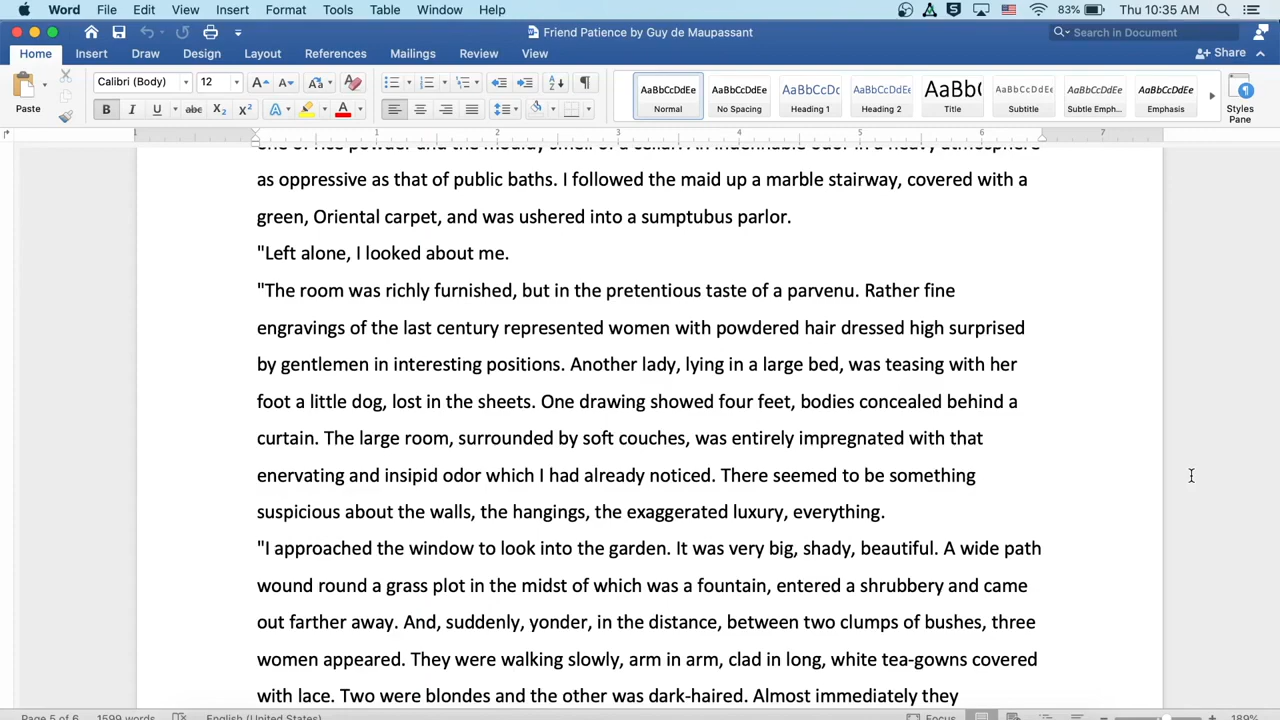 Word File Edit View Insert Format Tools Table Window Help 83% Thu 10:35 AM
Friend Patience by Guy de Maupassant Search in Document
Home Insert Draw Design Layout References Mailings Review View Share
Calibri (Body) 12 AaBbCcDdEe AaBbCcDdEe AaBbCcDc AaBbCcDdEe AaBbC AaBbCcDdEe AaBbCcDdEe AaBbCcDdEe
Paste B I U abc X₂ X² A A Normal No Spacing Heading 1 Heading 2 Title Subtitle Subtle Emph... Emphasis Styles Pane
1 1 2 3 4 5 6 7
as oppressive as that of public baths. I followed the maid up a marble stairway, covered with a
green, Oriental carpet, and was ushered into a sumptubus parlor.
"Left alone, I looked about me.
"The room was richly furnished, but in the pretentious taste of a parvenu. Rather fine
engravings of the last century represented women with powdered hair dressed high surprised
by gentlemen in interesting positions. Another lady, lying in a large bed, was teasing with her
foot a little dog, lost in the sheets. One drawing showed four feet, bodies concealed behind a
curtain. The large room, surrounded by soft couches, was entirely impregnated with that
enervating and insipid odor which I had already noticed. There seemed to be something
suspicious about the walls, the hangings, the exaggerated luxury, everything.
"I approached the window to look into the garden. It was very big, shady, beautiful. A wide path
wound round a grass plot in the midst of which was a fountain, entered a shrubbery and came
out farther away. And, suddenly, yonder, in the distance, between two clumps of bushes, three
women appeared. They were walking slowly, arm in arm, clad in long, white tea-gowns covered
with lace. Two were blondes and the other was dark-haired. Almost immediately they
Page 5 of 6 1599 words English (United States) Focus 189%